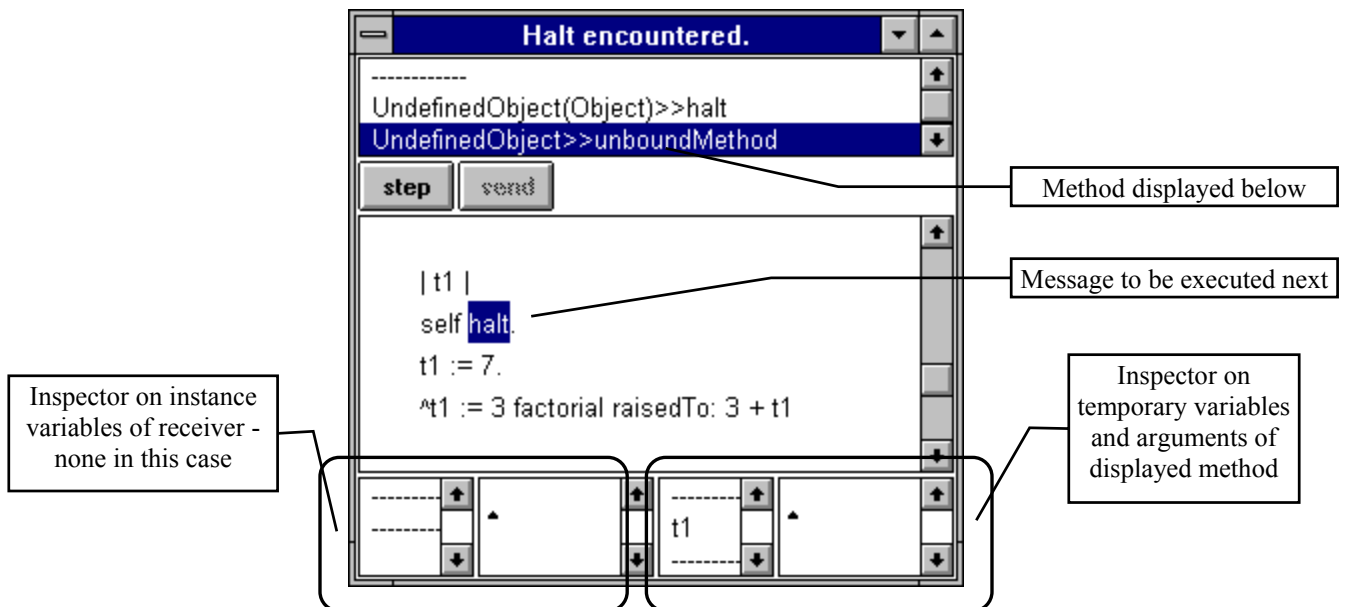 Halt encountered.
------------
UndefinedObject(Object)>>halt
UndefinedObject>>unboundMethod
step send
Method displayed below
| t1 |
self halt.
t1 := 7.
^t1 := 3 factorial raisedTo: 3 + t1
Message to be executed next
Inspector on instance
variables of receiver -
none in this case
Inspector on
temporary variables
and arguments of
displayed method
---------
---------
---------
t1
---------